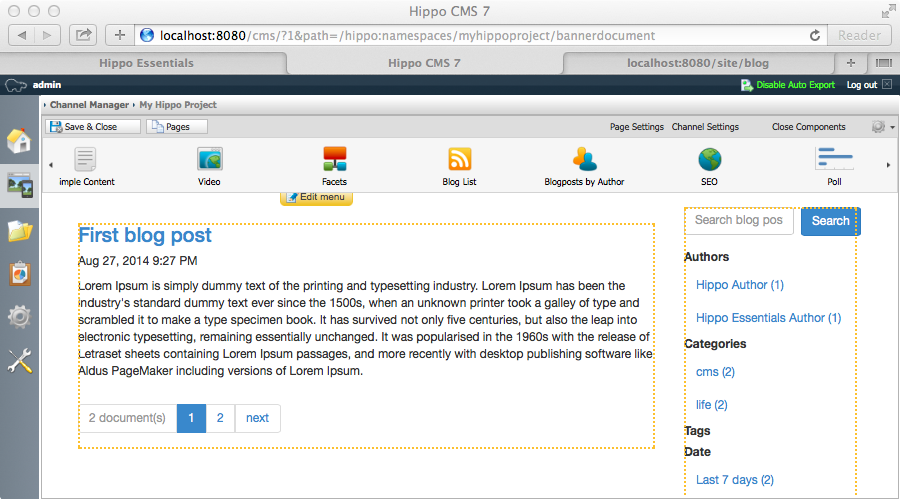 Hippo CMS 7
localhost:8080/cms/?1&path=/hippo:namespaces/myhippoproject/bannerdocument
Reader
Hippo Essentials
Hippo CMS 7
localhost:8080/site/blog
admin
Disable Auto Export
Log out
Channel Manager
My Hippo Project
Save & Close
Pages
Page Settings
Channel Settings
Close Components
imple Content
Video
Facets
Blog List
Blogposts by Author
SEO
Poll
Edit menu
First blog post
Aug 27, 2014 9:27 PM
Lorem Ipsum is simply dummy text of the printing and typesetting industry. Lorem Ipsum has been the
industry's standard dummy text ever since the 1500s, when an unknown printer took a galley of type and
scrambled it to make a type specimen book. It has survived not only five centuries, but also the leap into
electronic typesetting, remaining essentially unchanged. It was popularised in the 1960s with the release of
Letraset sheets containing Lorem Ipsum passages, and more recently with desktop publishing software like
Aldus PageMaker including versions of Lorem Ipsum.
2 document(s)
1
2
next
Search blog pos
Search
Authors
Hippo Author (1)
Hippo Essentials Author (1)
Categories
cms (2)
life (2)
Tags
Date
Last 7 days (2)